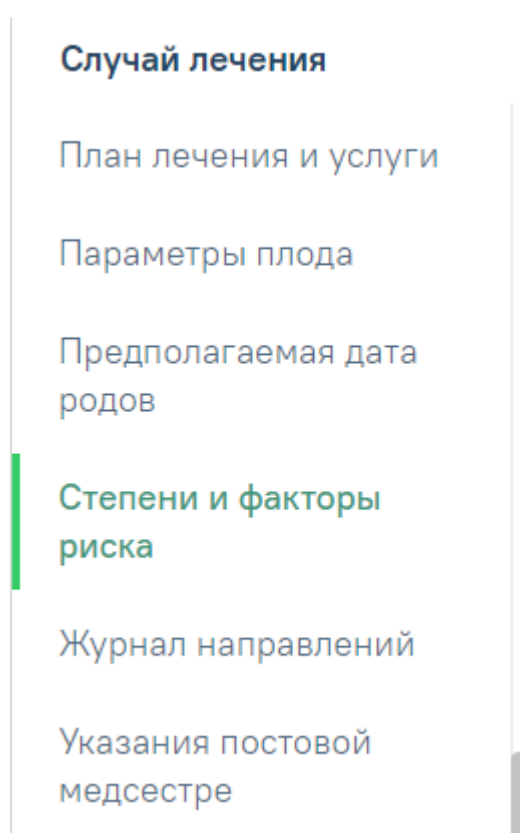 Случай лечения
План лечения и услуги
Параметры плода
Предполагаемая дата
родов
Степени и факторы
риска
Журнал направлений
Указания постовой
медсестре